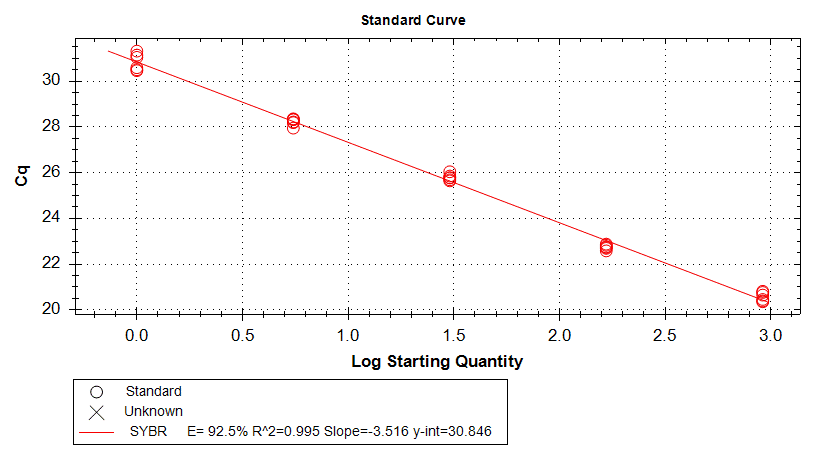 Standard Curve
30
28
26
24
22
20
Cq
0.0 0.5 1.0 1.5 2.0 2.5 3.0
Log Starting Quantity
Standard
Unknown
SYBR E= 92.5% R^2=0.995 Slope=-3.516 y-int=30.846